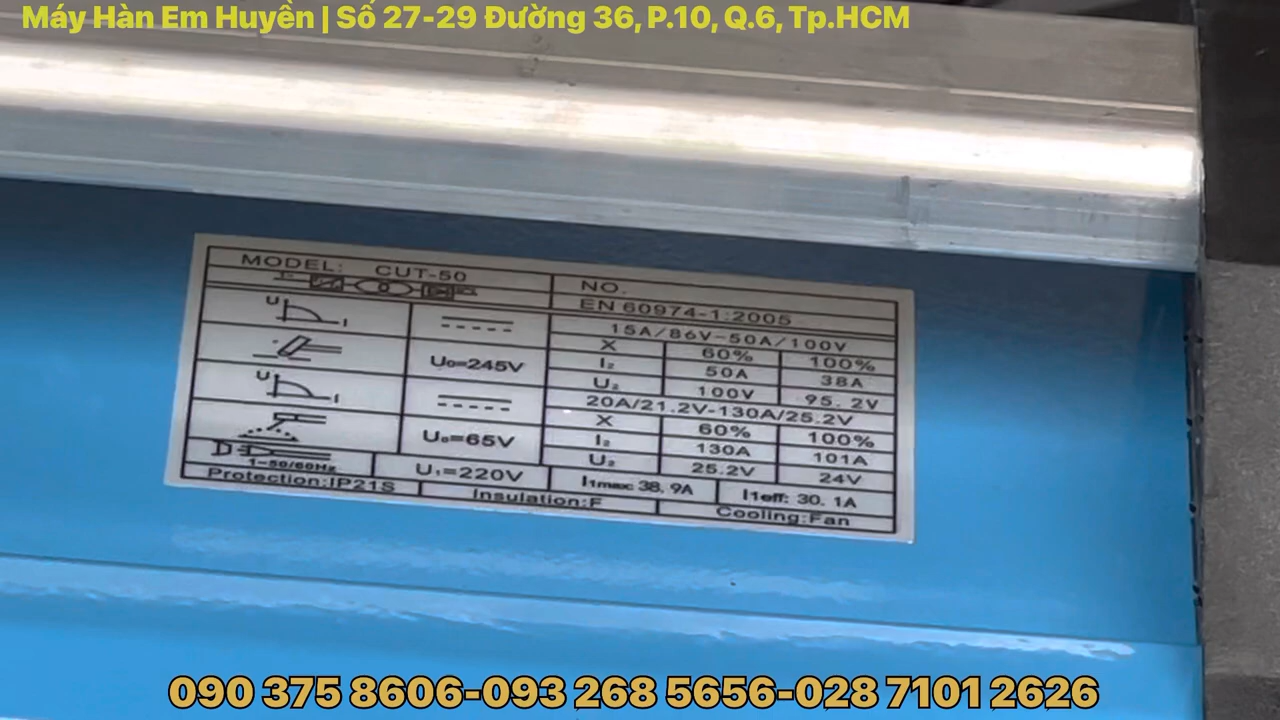 Máy Hàn Em Huyền | Số 27-29 Đường 36, P.10, Q.6, Tp.HCM
MODEL: CUT-50
NO.
EN 60974-1:2005
15A/86V-50A/100V
U₀=245V
X 60% 100%
I₂ 50A 38A
U₂ 100V 95.2V
20A/21.2V-130A/25.2V
U₀=65V
X 60% 100%
I₂ 130A 101A
U₂ 25.2V 24V
1~50/60Hz U₁=220V I1max: 38.9A I1eff: 30.1A
Protection:IP21S Insulation:F Cooling:Fan
090 375 8606-093 268 5656-028 7101 2626